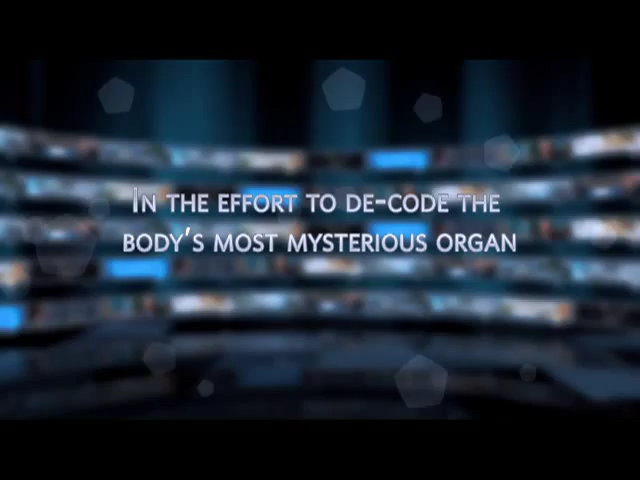 In the effort to de-code the
body's most mysterious organ